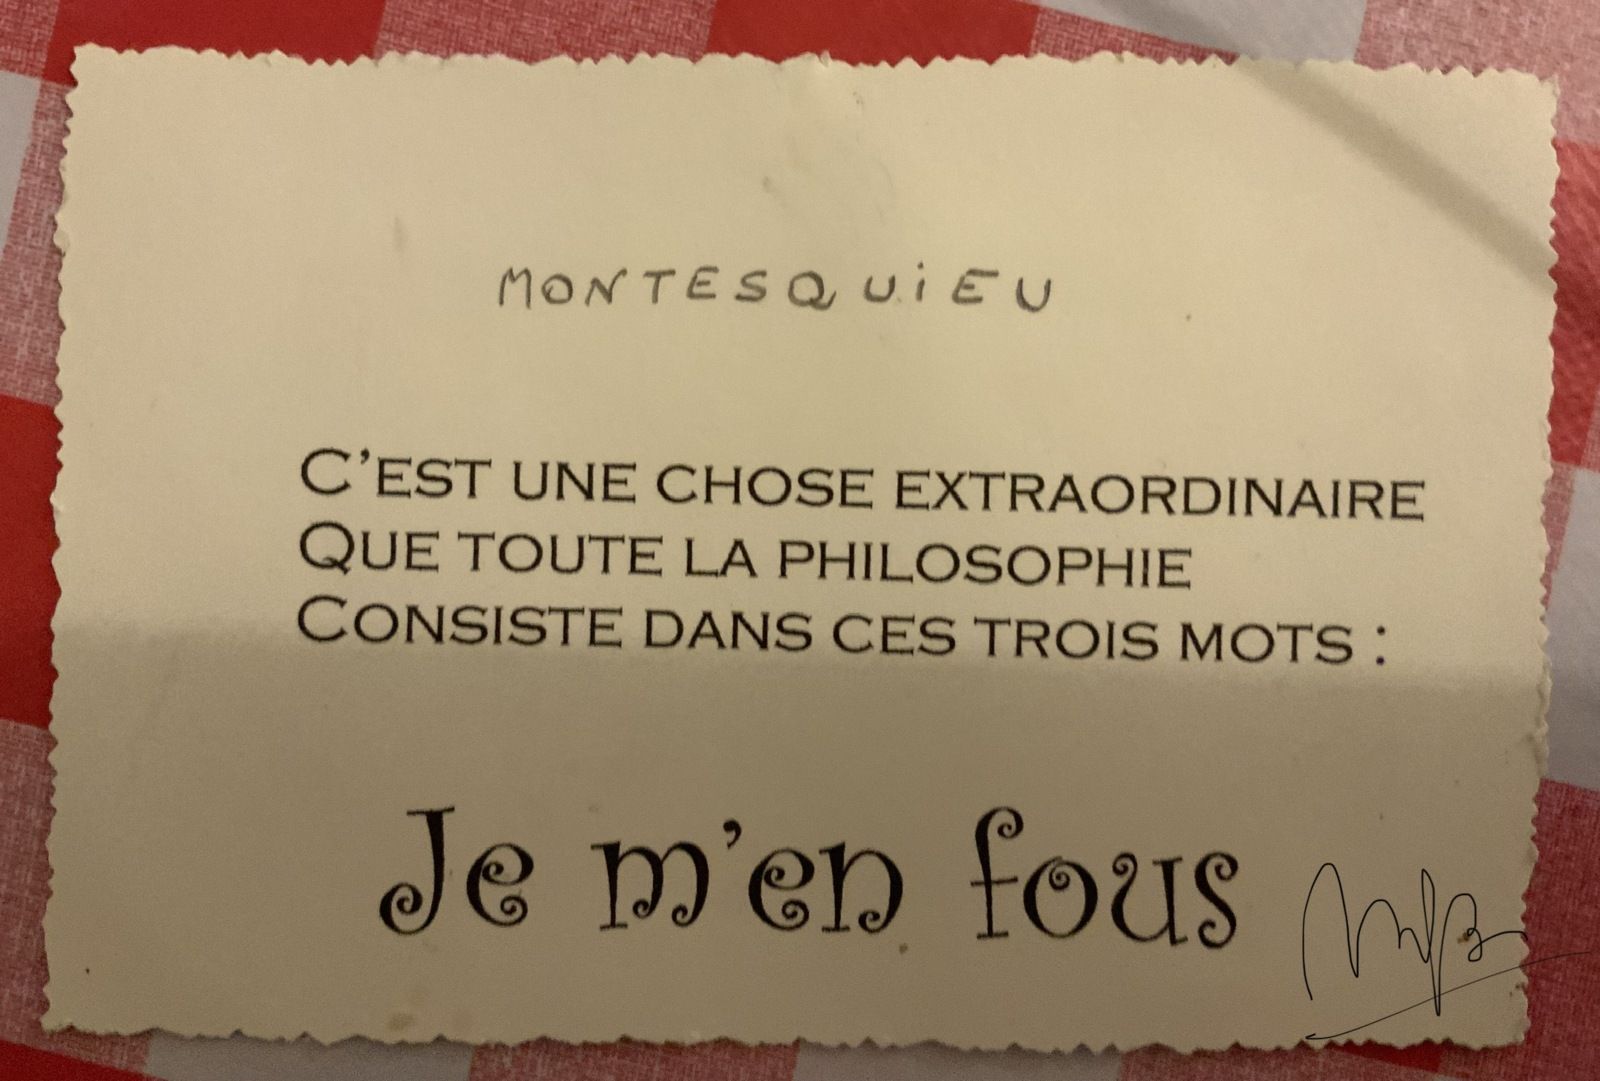 MONTESQUiEU
C'EST UNE CHOSE EXTRAORDINAIRE
QUE TOUTE LA PHILOSOPHIE
CONSISTE DANS CES TROIS MOTS :
Je m'en fous